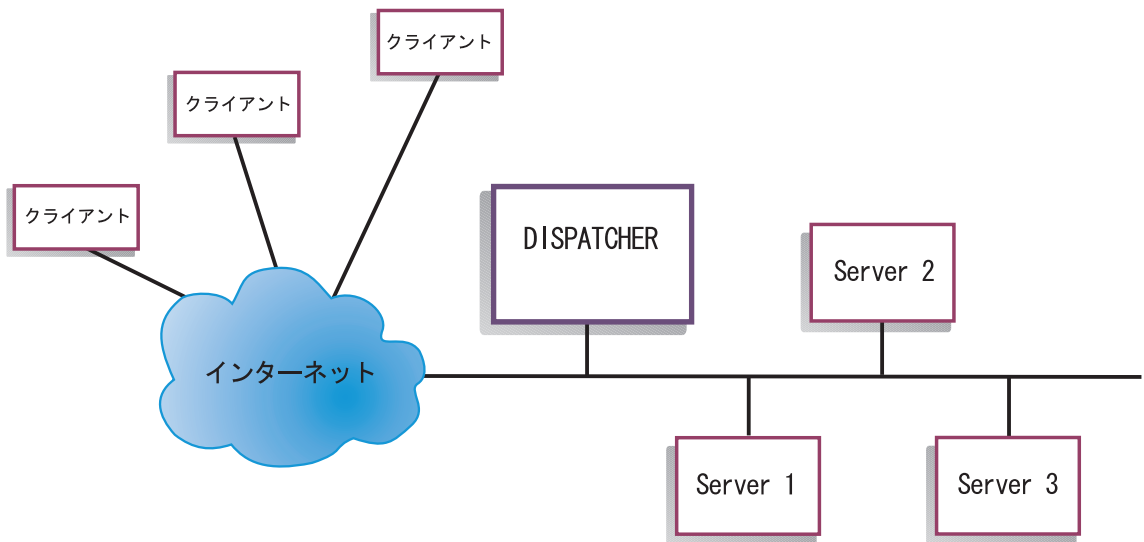 クライアント
クライアント
クライアント
DISPATCHER
Server 2
インターネット
Server 1
Server 3